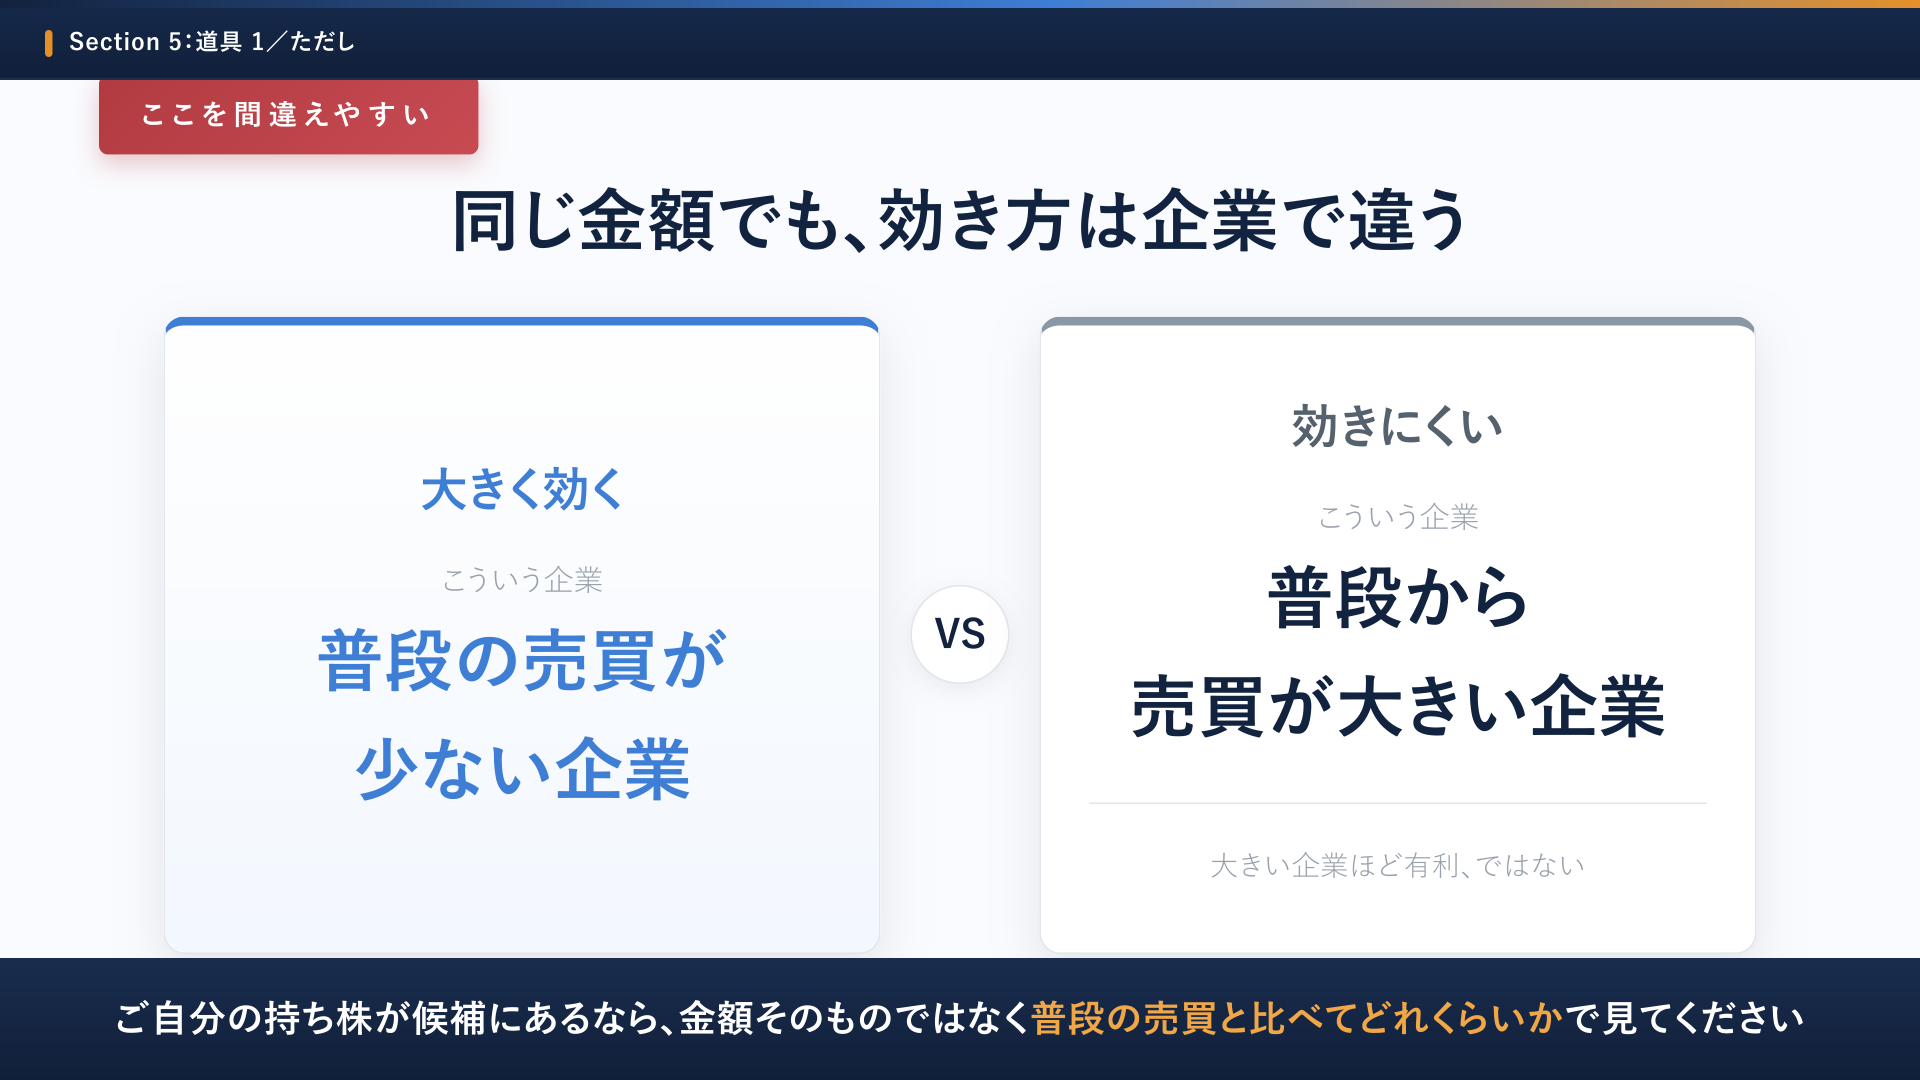 Section 5：道具 1／ただし
ここを間違えやすい
同じ金額でも、効き方は企業で違う
大きく効く
こういう企業
普段の売買が
少ない企業
VS
効きにくい
こういう企業
普段から
売買が大きい企業
大きい企業ほど有利、ではない
ご自分の持ち株が候補にあるなら、金額そのものではなく普段の売買と比べてどれくらいかで見てください